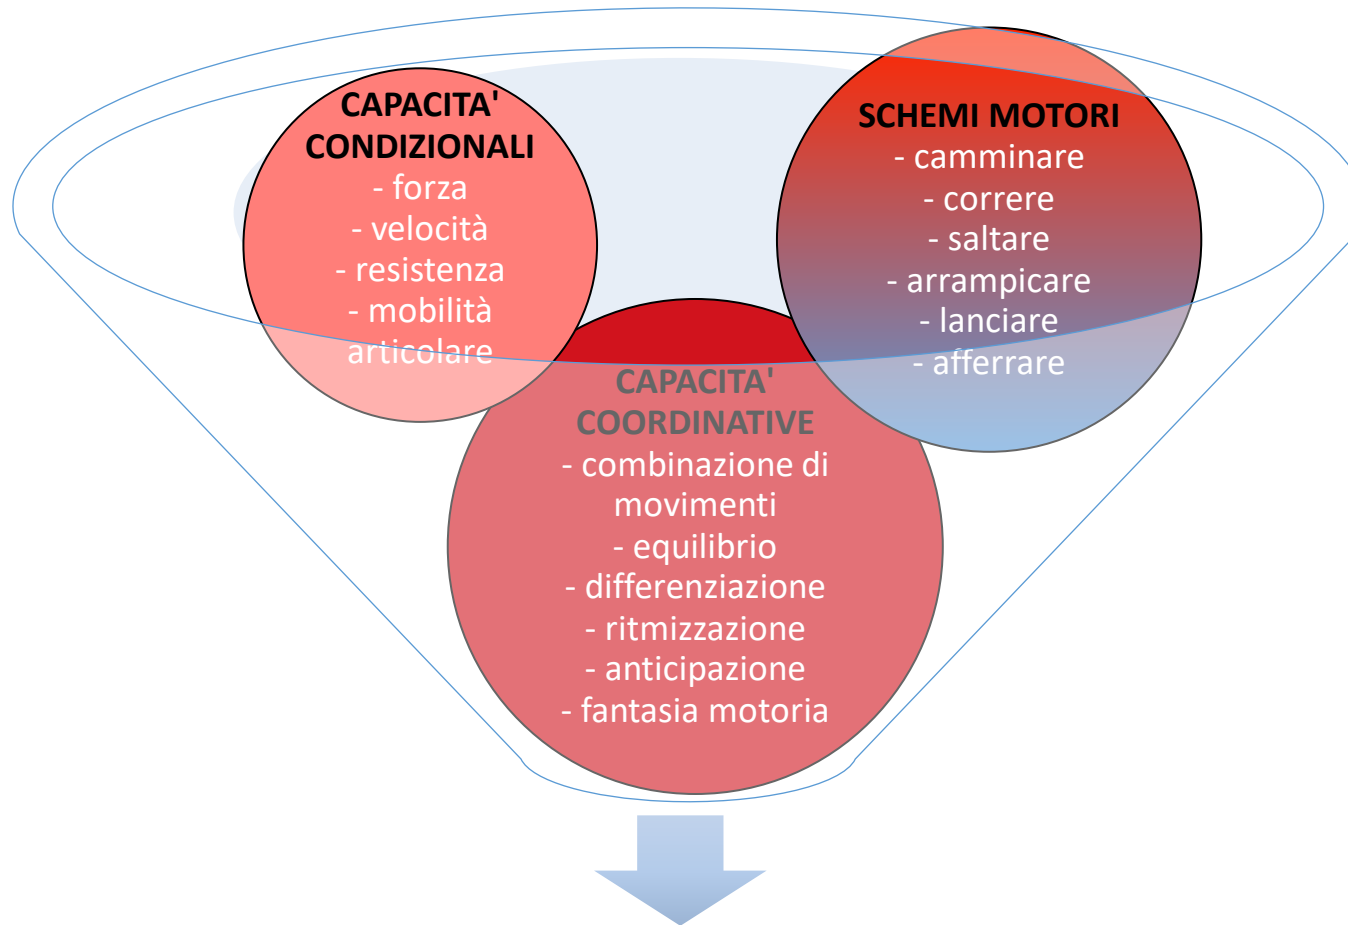 CAPACITA'
CONDIZIONALI
- forza
- velocità
- resistenza
- mobilità
articolare
SCHEMI MOTORI
- camminare
- correre
- saltare
- arrampicare
- lanciare
- afferrare
CAPACITA'
COORDINATIVE
- combinazione di
movimenti
- equilibrio
- differenziazione
- ritmizzazione
- anticipazione
- fantasia motoria